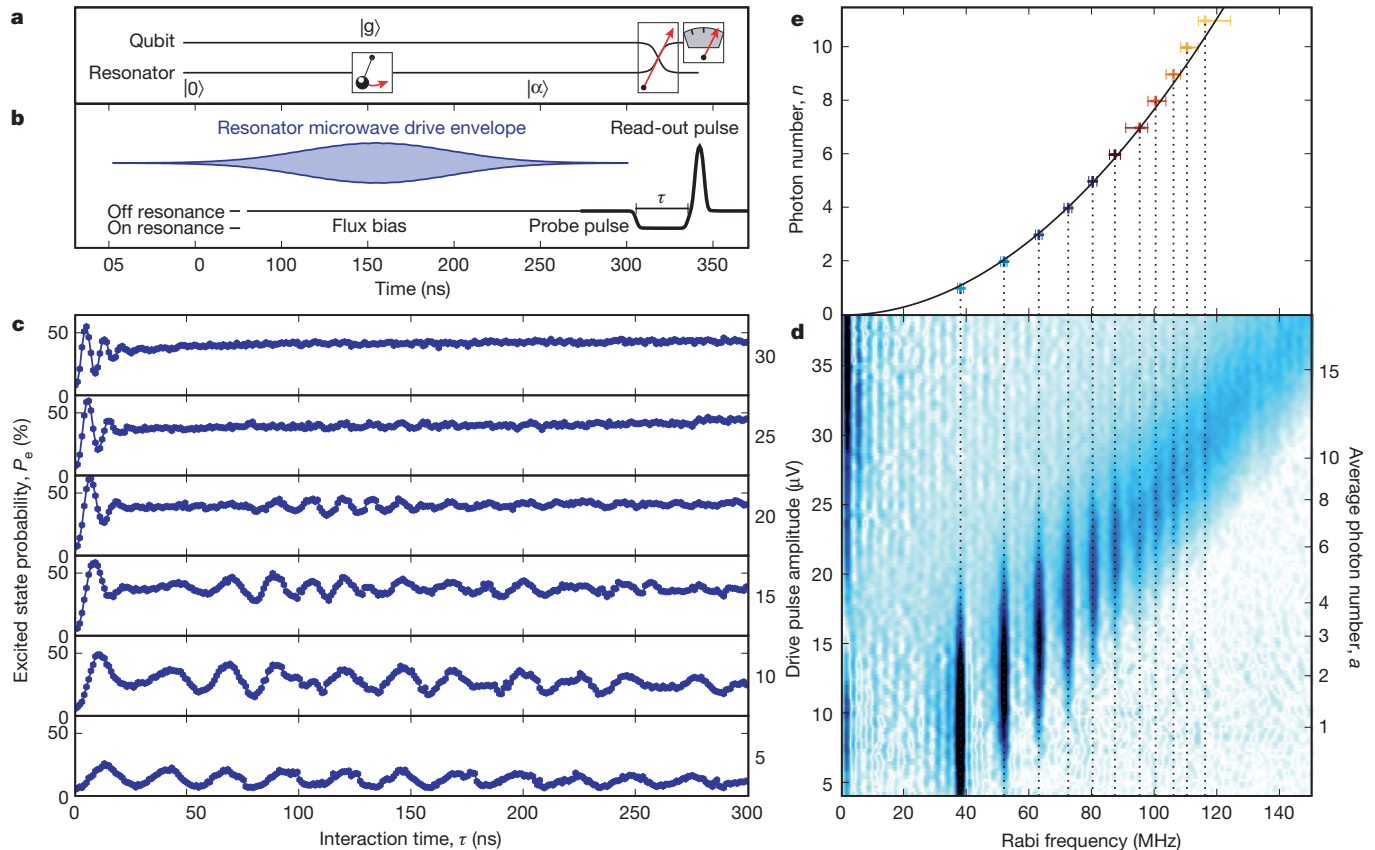 a
|g⟩
Qubit
Resonator
|0⟩
|α⟩
b
Resonator microwave drive envelope
Read-out pulse
τ
Off resonance
On resonance
Flux bias
Probe pulse
05 0 100 150 200 250 300 350
Time (ns)
c
Excited state probability, Pe (%)
50
0
30
50
0
25
50
0
20
50
0
15
50
0
10
50
0
5
0 50 100 150 200 250 300
Interaction time, τ (ns)
e
Photon number, n
10
8
6
4
2
0
d
Drive pulse amplitude (μV)
35
30
25
20
15
10
5
15
10
8
6
4
3
2
1
Average photon number, a
0 20 40 60 80 100 120 140
Rabi frequency (MHz)